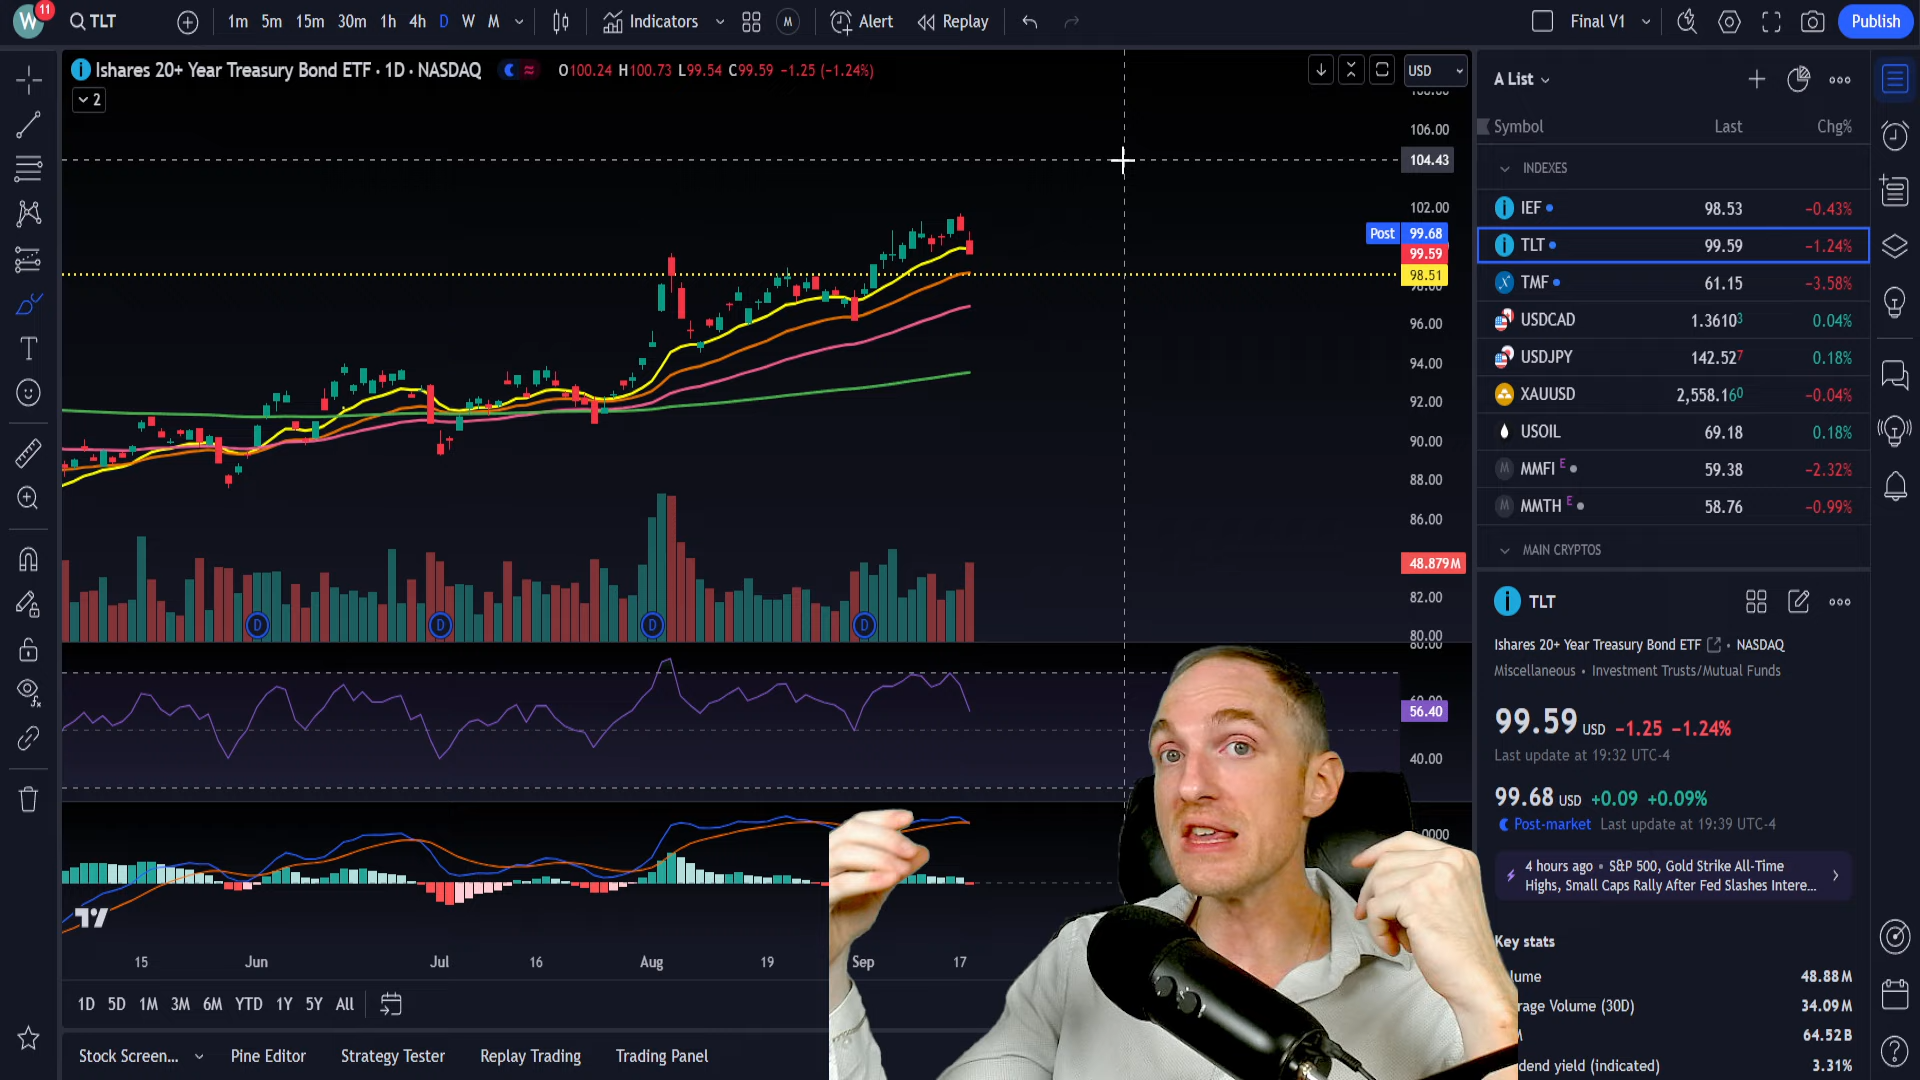 W
11
TLT
1m 5m 15m 30m 1h 4h D W M
Indicators
M
Alert
Replay
Final V1
Publish
Ishares 20+ Year Treasury Bond ETF · 1D · NASDAQ
O100.24 H100.73 L99.54 C99.59 −1.25 (−1.24%)
2
USD
106.00
104.43
102.00
Post 99.68
99.59
98.51
96.00
94.00
92.00
90.00
88.00
86.00
48.879M
82.00
80.00
80.00
60.00
56.40
40.00
0000
D D D D
15 Jun Jul 16 Aug 19 Sep 17
1D 5D 1M 3M 6M YTD 1Y 5Y All
Stock Screen... Pine Editor Strategy Tester Replay Trading Trading Panel
A List
Symbol Last Chg%
INDEXES
IEF 98.53 −0.43%
TLT 99.59 −1.24%
TMF 61.15 −3.58%
USDCAD 1.36103 0.04%
USDJPY 142.527 0.18%
XAUUSD 2,558.160 −0.04%
USOIL 69.18 0.18%
M MMFI E 59.38 −2.32%
M MMTH E 58.76 −0.99%
MAIN CRYPTOS
TLT
Ishares 20+ Year Treasury Bond ETF · NASDAQ
Miscellaneous · Investment Trusts/Mutual Funds
99.59 USD −1.25 −1.24%
Last update at 19:32 UTC-4
99.68 USD +0.09 +0.09%
Post-market Last update at 19:39 UTC-4
4 hours ago · S&P 500, Gold Strike All-Time
Highs, Small Caps Rally After Fed Slashes Intere...
Key stats
48.88M
Volume (30D) 34.09M
64.52B
yield (indicated) 3.31%